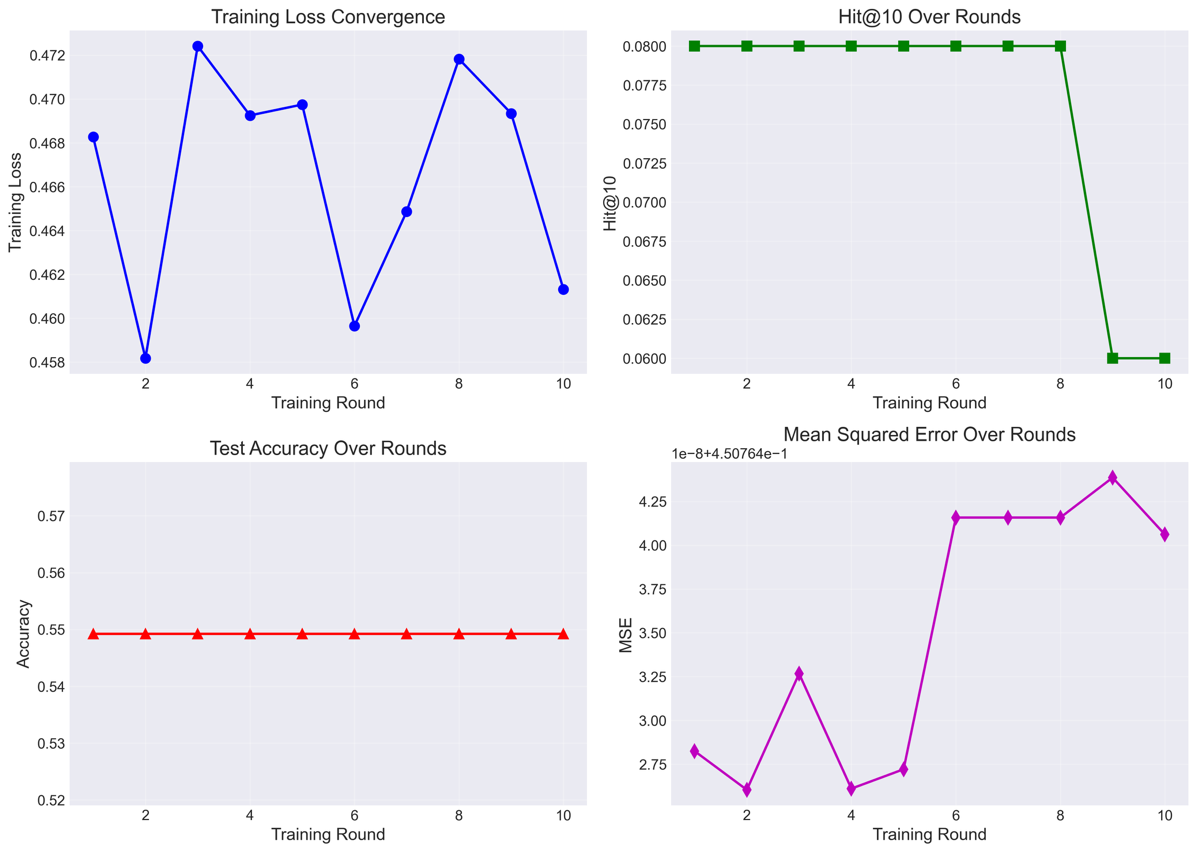 Training Loss Convergence
0.472
0.470
0.468
0.466
0.464
0.462
0.460
0.458
Training Loss
2 4 6 8 10
Training Round
Hit@10 Over Rounds
0.0800
0.0775
0.0750
0.0725
0.0700
0.0675
0.0650
0.0625
0.0600
Hit@10
2 4 6 8 10
Training Round
Test Accuracy Over Rounds
0.57
0.56
0.55
0.54
0.53
0.52
Accuracy
2 4 6 8 10
Training Round
Mean Squared Error Over Rounds
1e−8+4.50764e−1
4.25
4.00
3.75
3.50
3.25
3.00
2.75
MSE
2 4 6 8 10
Training Round